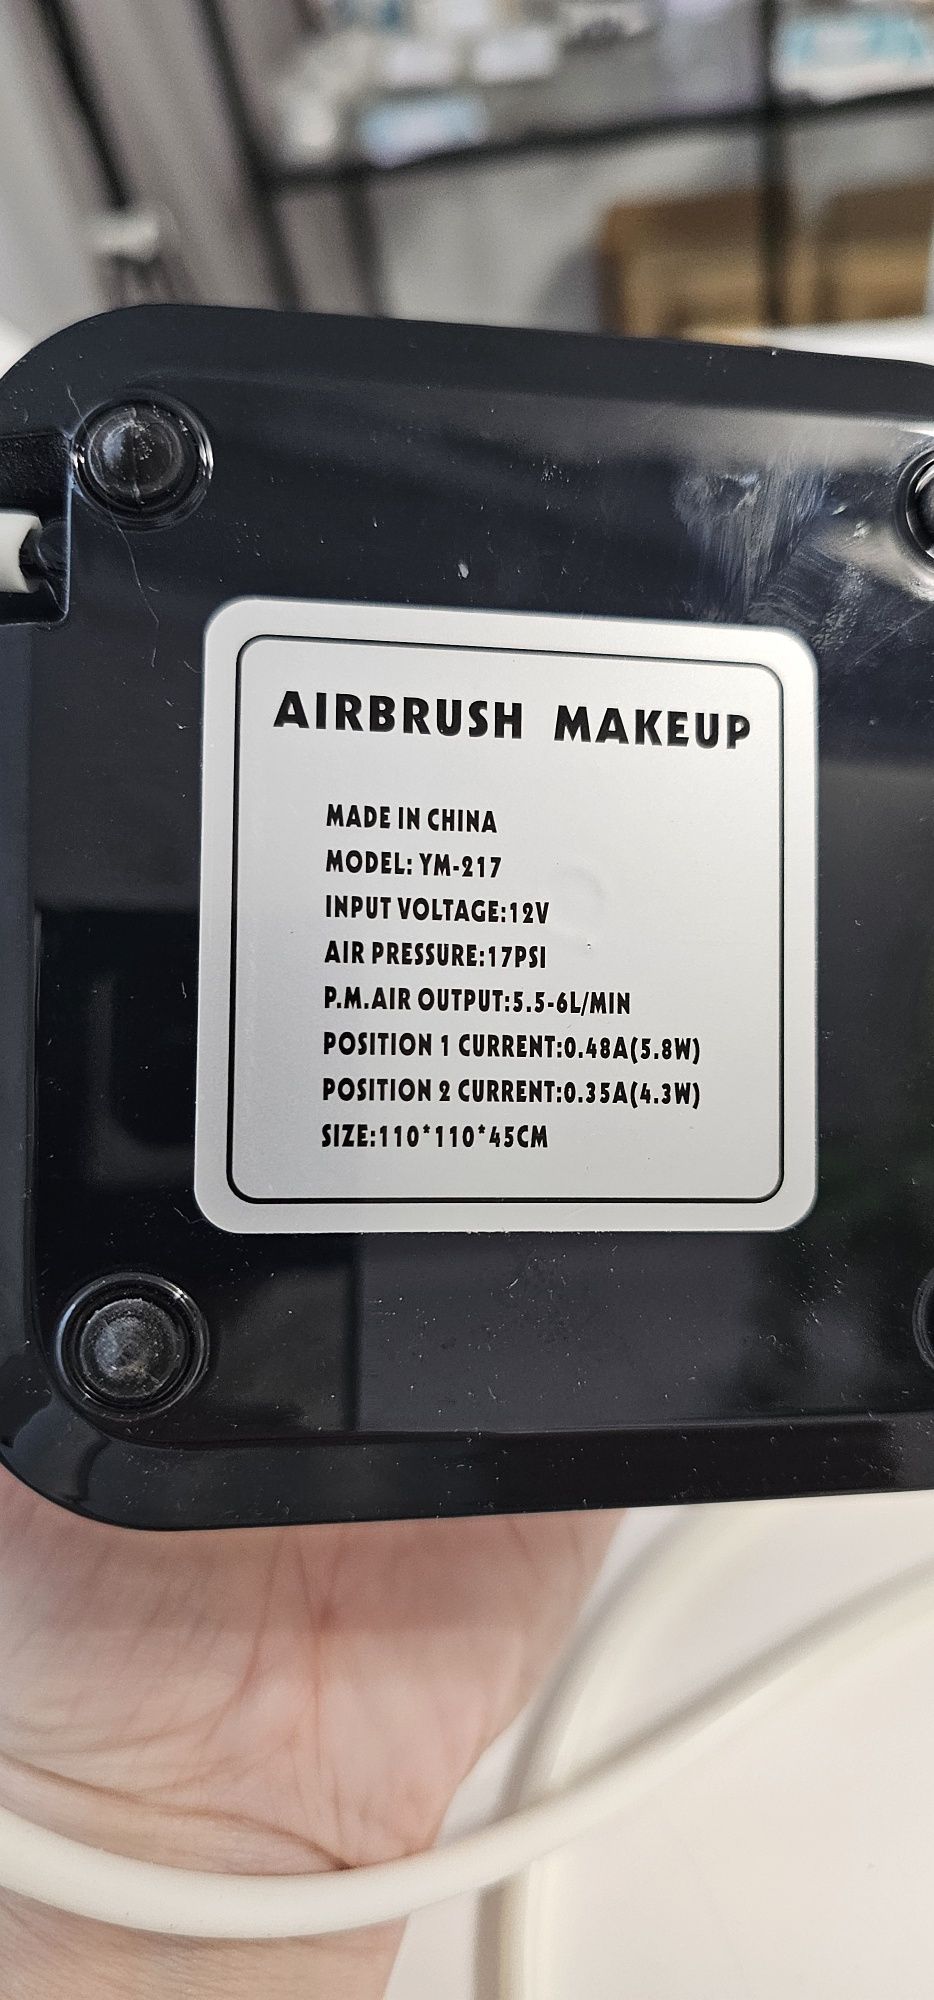 AIRBRUSH MAKEUP
MADE IN CHINA
MODEL: YM-217
INPUT VOLTAGE:12V
AIR PRESSURE:17PSI
P.M.AIR OUTPUT:5.5-6L/MIN
POSITION 1 CURRENT:0.48A(5.8W)
POSITION 2 CURRENT:0.35A(4.3W)
SIZE:110*110*45CM